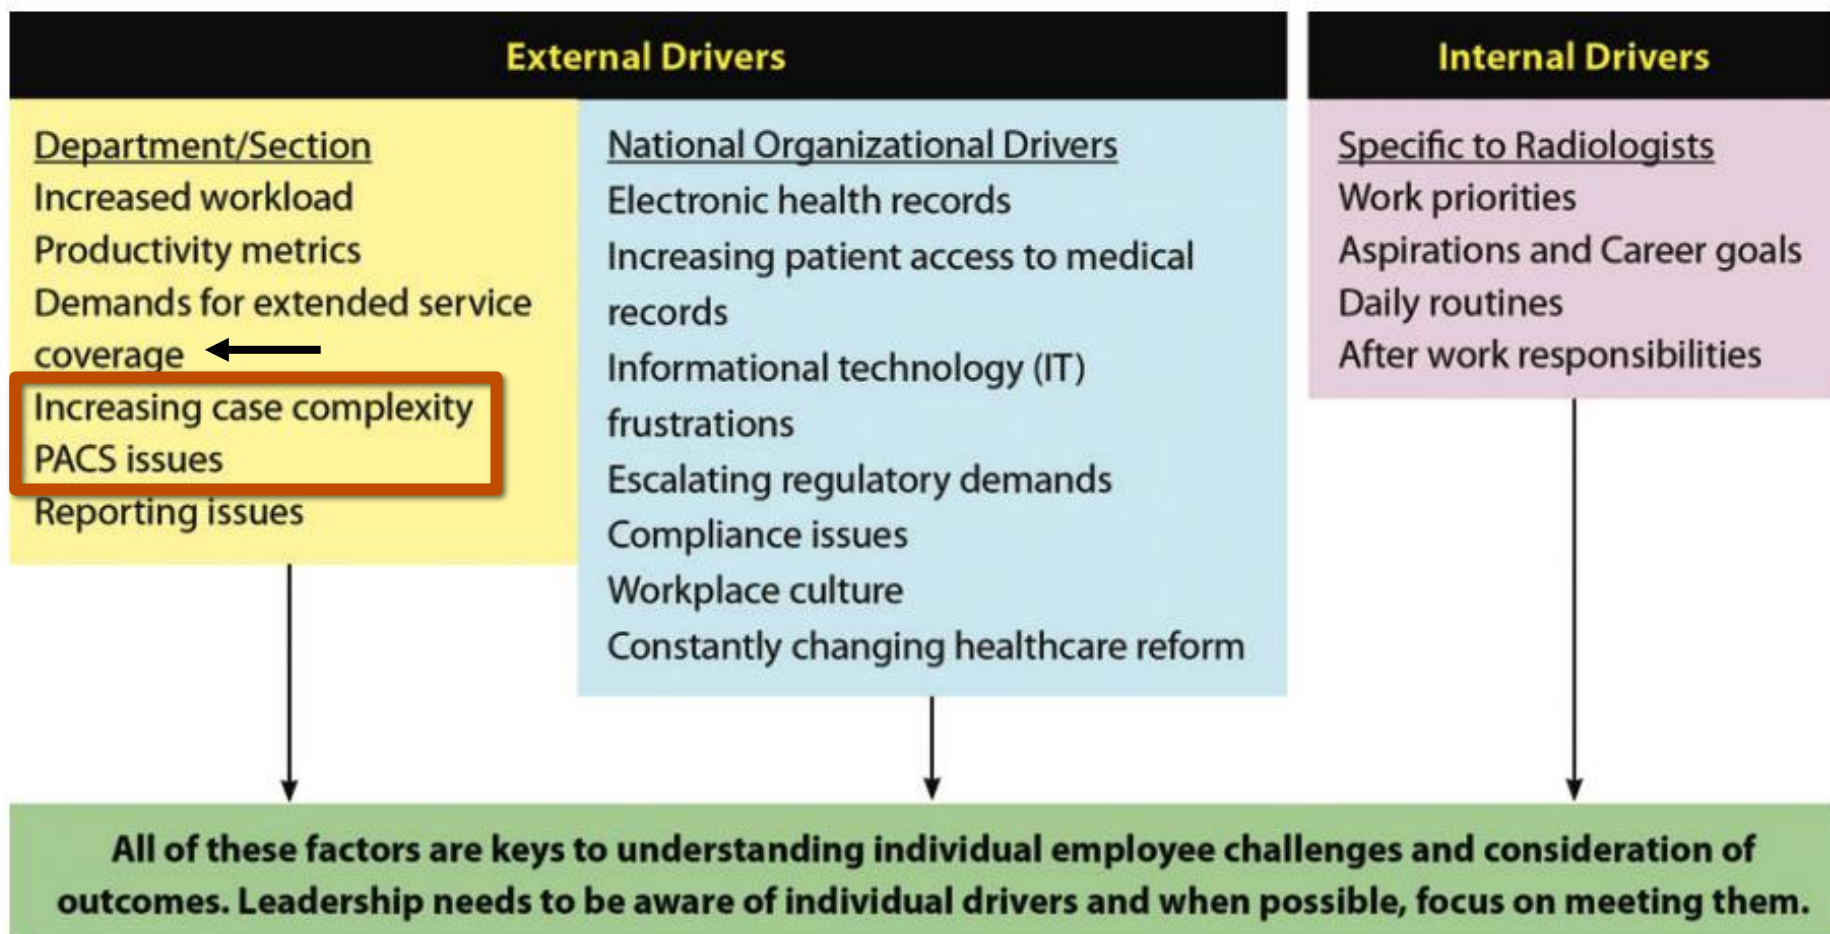 External Drivers
Department/Section
Increased workload
Productivity metrics
Demands for extended service
coverage
Increasing case complexity
PACS issues
Reporting issues
National Organizational Drivers
Electronic health records
Increasing patient access to medical
records
Informational technology (IT)
frustrations
Escalating regulatory demands
Compliance issues
Workplace culture
Constantly changing healthcare reform
Internal Drivers
Specific to Radiologists
Work priorities
Aspirations and Career goals
Daily routines
After work responsibilities
All of these factors are keys to understanding individual employee challenges and consideration of
outcomes. Leadership needs to be aware of individual drivers and when possible, focus on meeting them.